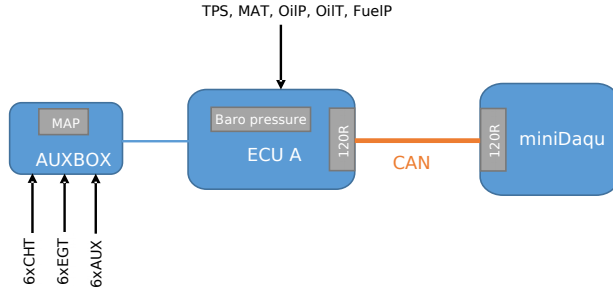 TPS, MAT, OilP, OilT, FuelP
MAP
AUXBOX
Baro pressure
ECU A
120R
CAN
120R
miniDaqu
6xCHT
6xEGT
6xAUX